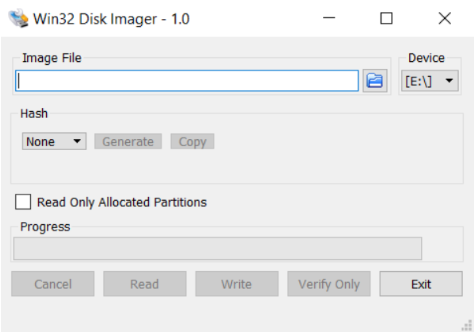 Win32 Disk Imager - 1.0
Image File
Device
[E:\]
Hash
None Generate Copy
Read Only Allocated Partitions
Progress
Cancel Read Write Verify Only Exit